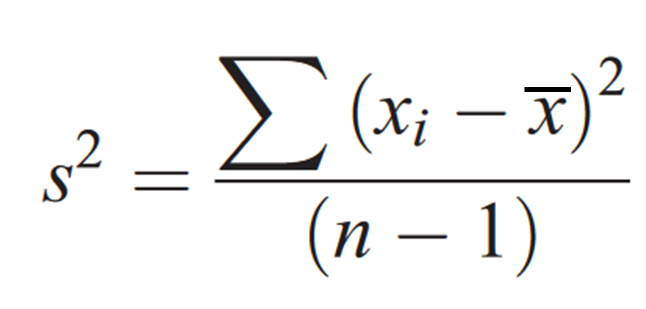 s² = ∑ (xᵢ − x̅)² / (n − 1)